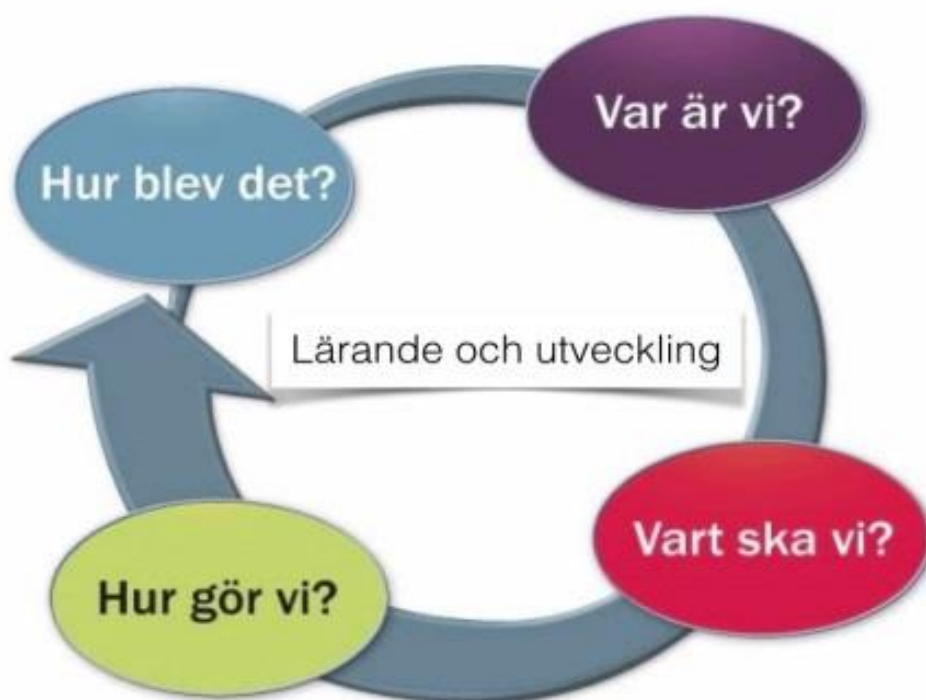 Var är vi?
Hur blev det?
Lärande och utveckling
Vart ska vi?
Hur gör vi?